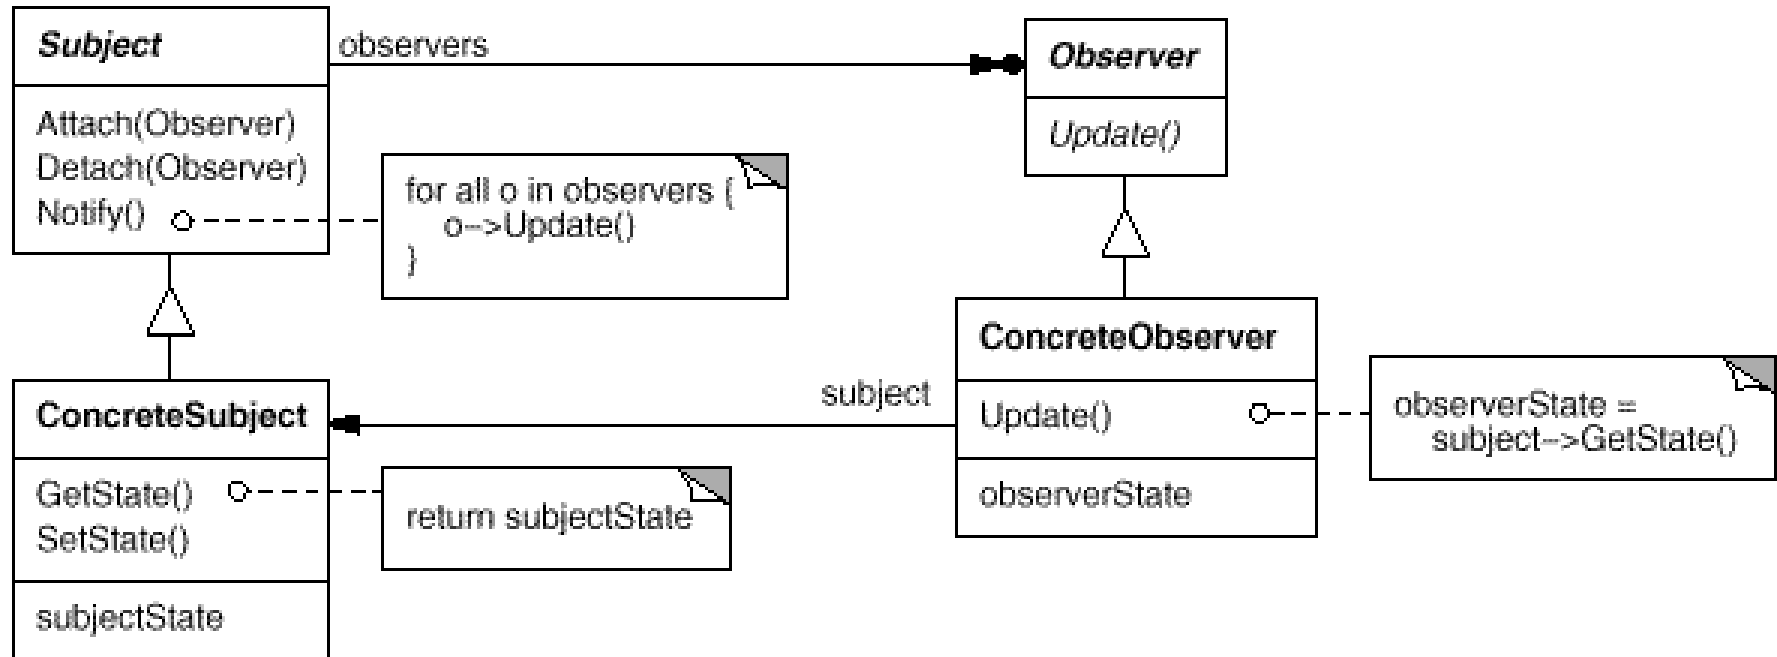 Subject
Attach(Observer)
Detach(Observer)
Notify()
observers
Observer
Update()
for all o in observers {
o->Update()
}
ConcreteSubject
GetState()
SetState()
subjectState
return subjectState
subject
ConcreteObserver
Update()
observerState
observerState =
subject->GetState()